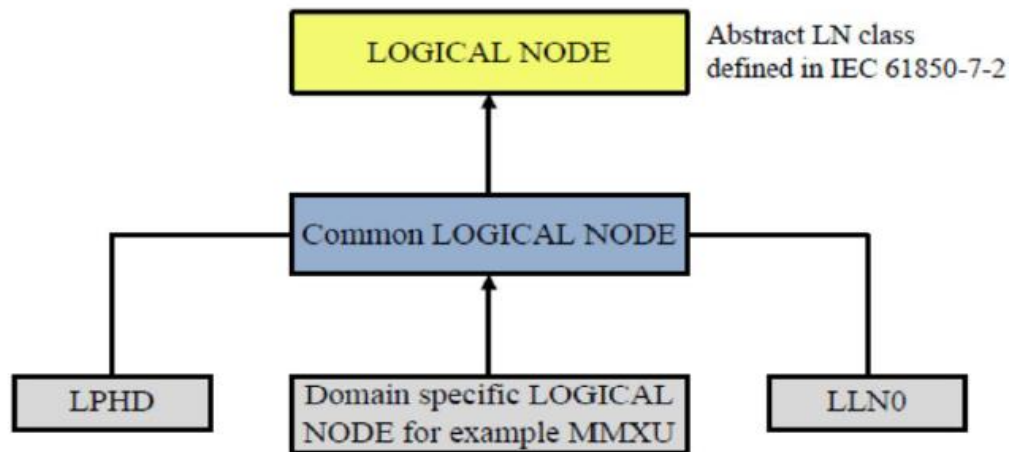 LOGICAL NODE
Abstract LN class
defined in IEC 61850-7-2
Common LOGICAL NODE
LPHD
Domain specific LOGICAL
NODE for example MMXU
LLN0